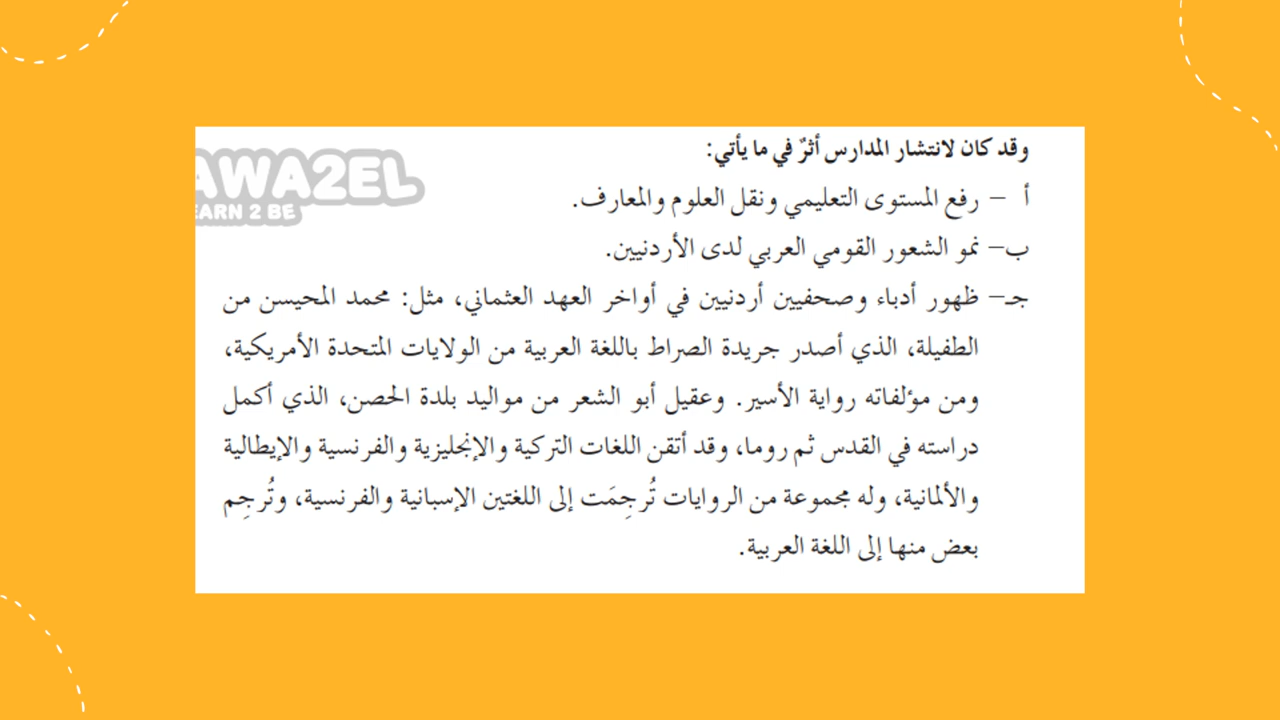 وقد كان لانتشار المدارس أثرٌ في ما يأتي:
AWA2EL
EARN 2 BE
أ – رفع المستوى التعليمي ونقل العلوم والمعارف.
ب– نمو الشعور القومي العربي لدى الأردنيين.
جـ– ظهور أدباء وصحفيين أردنيين في أواخر العهد العثماني، مثل: محمد المحيسن من
الطفيلة، الذي أصدر جريدة الصراط باللغة العربية من الولايات المتحدة الأمريكية،
ومن مؤلفاته رواية الأسير. وعقيل أبو الشعر من مواليد بلدة الحصن، الذي أكمل
دراسته في القدس ثم روما، وقد أتقن اللغات التركية والإنجليزية والفرنسية والإيطالية
والألمانية، وله مجموعة من الروايات تُرجِمَت إلى اللغتين الإسبانية والفرنسية، وتُرجِم
بعض منها إلى اللغة العربية.